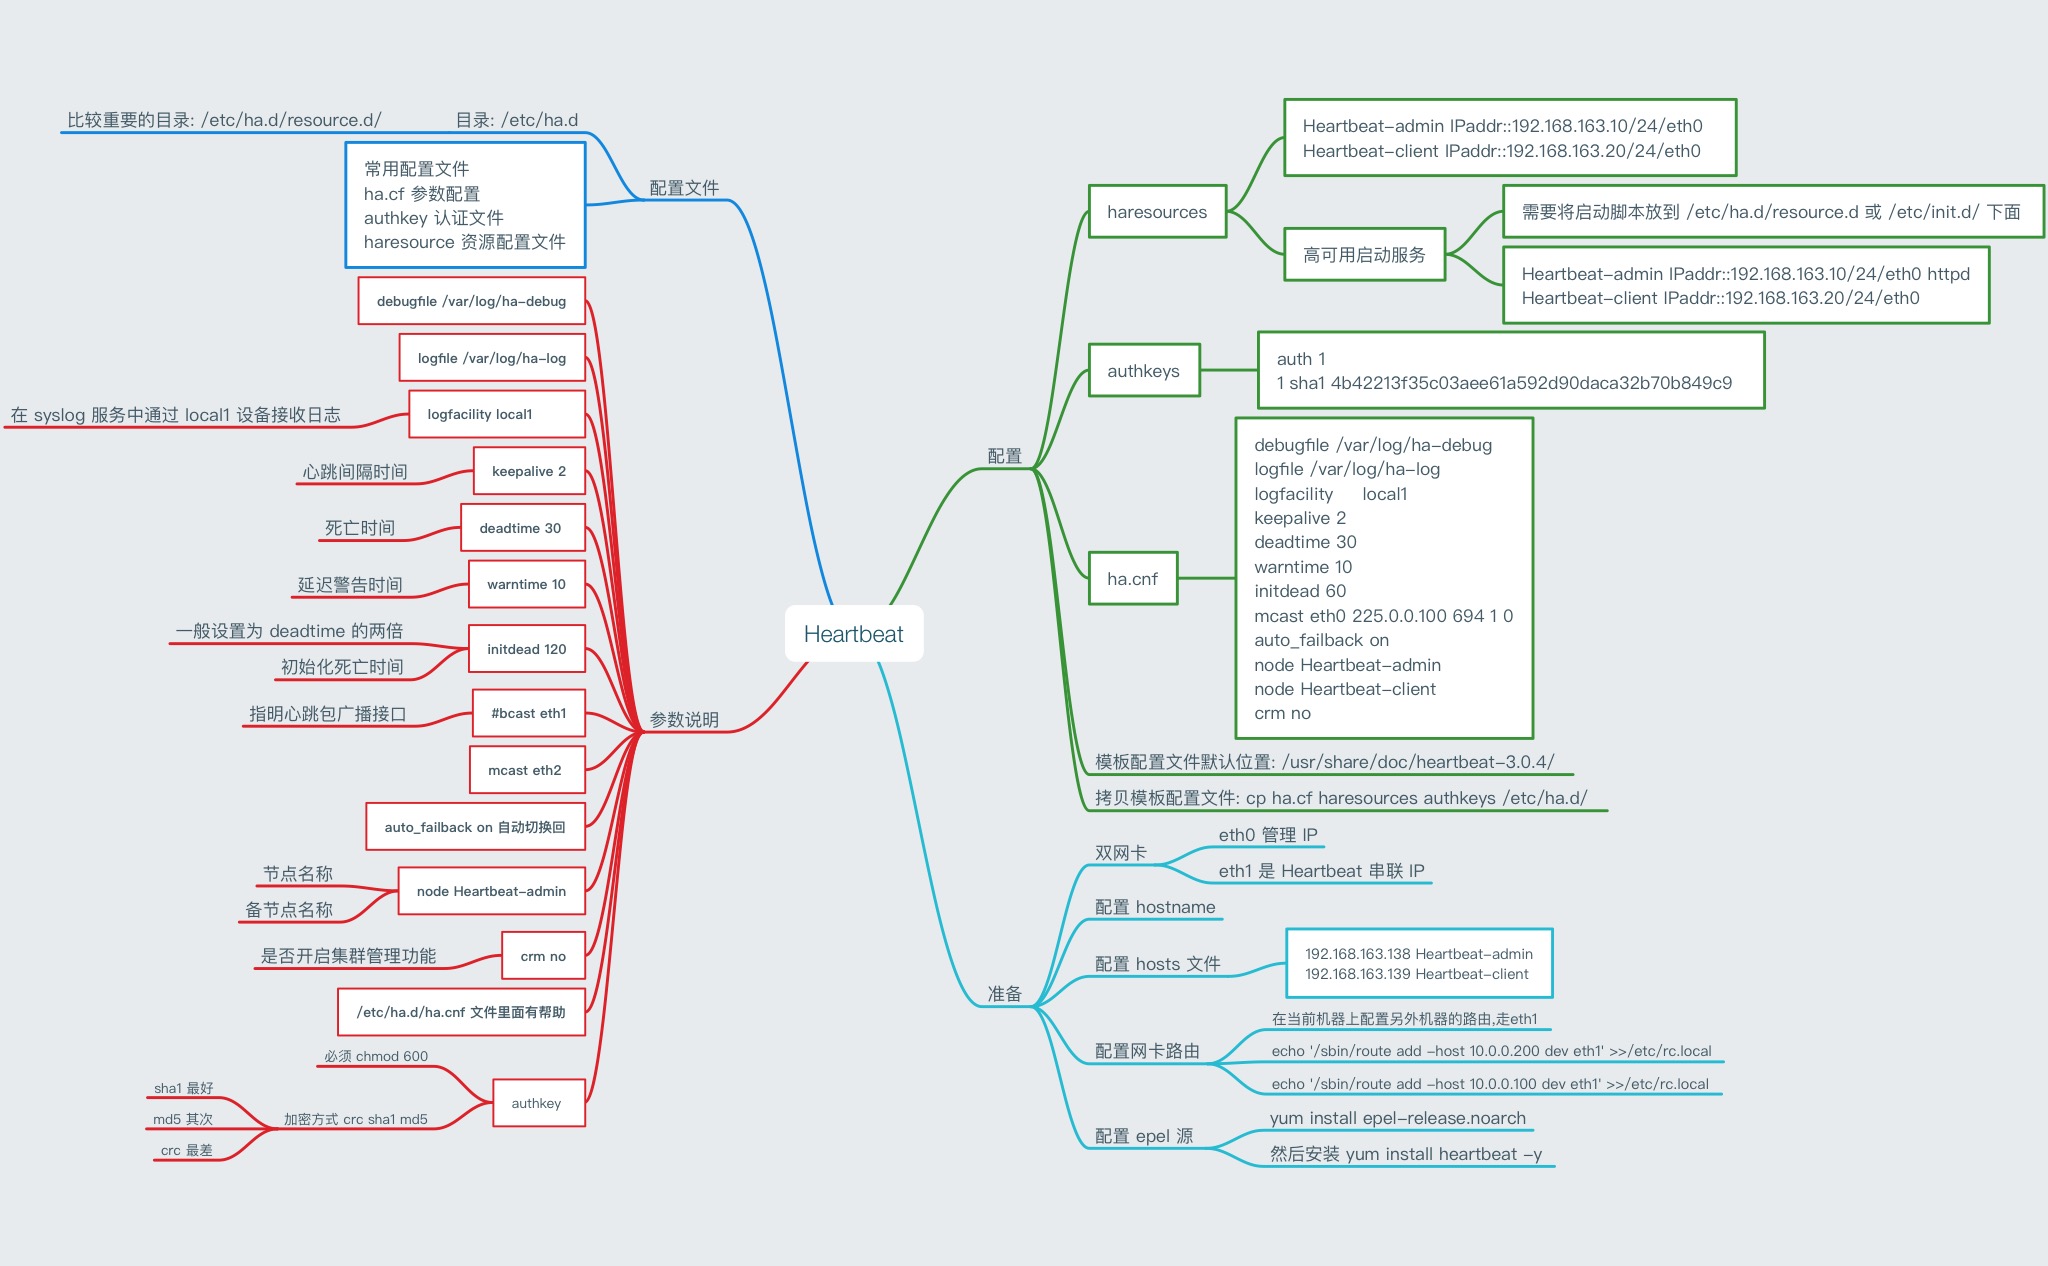 Heartbeat
配置文件
目录: /etc/ha.d
比较重要的目录: /etc/ha.d/resource.d/
常用配置文件
ha.cf 参数配置
authkey 认证文件
haresource 资源配置文件
参数说明
debugfile /var/log/ha-debug
logfile /var/log/ha-log
logfacility local1
在 syslog 服务中通过 local1 设备接收日志
keepalive 2
心跳间隔时间
deadtime 30
死亡时间
warntime 10
延迟警告时间
initdead 120
一般设置为 deadtime 的两倍
初始化死亡时间
#bcast eth1
指明心跳包广播接口
mcast eth2
auto_failback on 自动切换回
node Heartbeat-admin
节点名称
备节点名称
crm no
是否开启集群管理功能
/etc/ha.d/ha.cnf 文件里面有帮助
authkey
必须 chmod 600
加密方式 crc sha1 md5
sha1 最好
md5 其次
crc 最差
配置
haresources
Heartbeat-admin IPaddr::192.168.163.10/24/eth0
Heartbeat-client IPaddr::192.168.163.20/24/eth0
高可用启动服务
需要将启动脚本放到 /etc/ha.d/resource.d 或 /etc/init.d/ 下面
Heartbeat-admin IPaddr::192.168.163.10/24/eth0 httpd
Heartbeat-client IPaddr::192.168.163.20/24/eth0
authkeys
auth 1
1 sha1 4b42213f35c03aee61a592d90daca32b70b849c9
ha.cnf
debugfile /var/log/ha-debug
logfile /var/log/ha-log
logfacility local1
keepalive 2
deadtime 30
warntime 10
initdead 60
mcast eth0 225.0.0.100 694 1 0
auto_failback on
node Heartbeat-admin
node Heartbeat-client
crm no
模板配置文件默认位置: /usr/share/doc/heartbeat-3.0.4/
拷贝模板配置文件: cp ha.cf haresources authkeys /etc/ha.d/
准备
双网卡
eth0 管理 IP
eth1 是 Heartbeat 串联 IP
配置 hostname
配置 hosts 文件
192.168.163.138 Heartbeat-admin
192.168.163.139 Heartbeat-client
配置网卡路由
在当前机器上配置另外机器的路由,走eth1
echo '/sbin/route add -host 10.0.0.200 dev eth1' >>/etc/rc.local
echo '/sbin/route add -host 10.0.0.100 dev eth1' >>/etc/rc.local
配置 epel 源
yum install epel-release.noarch
然后安装 yum install heartbeat -y